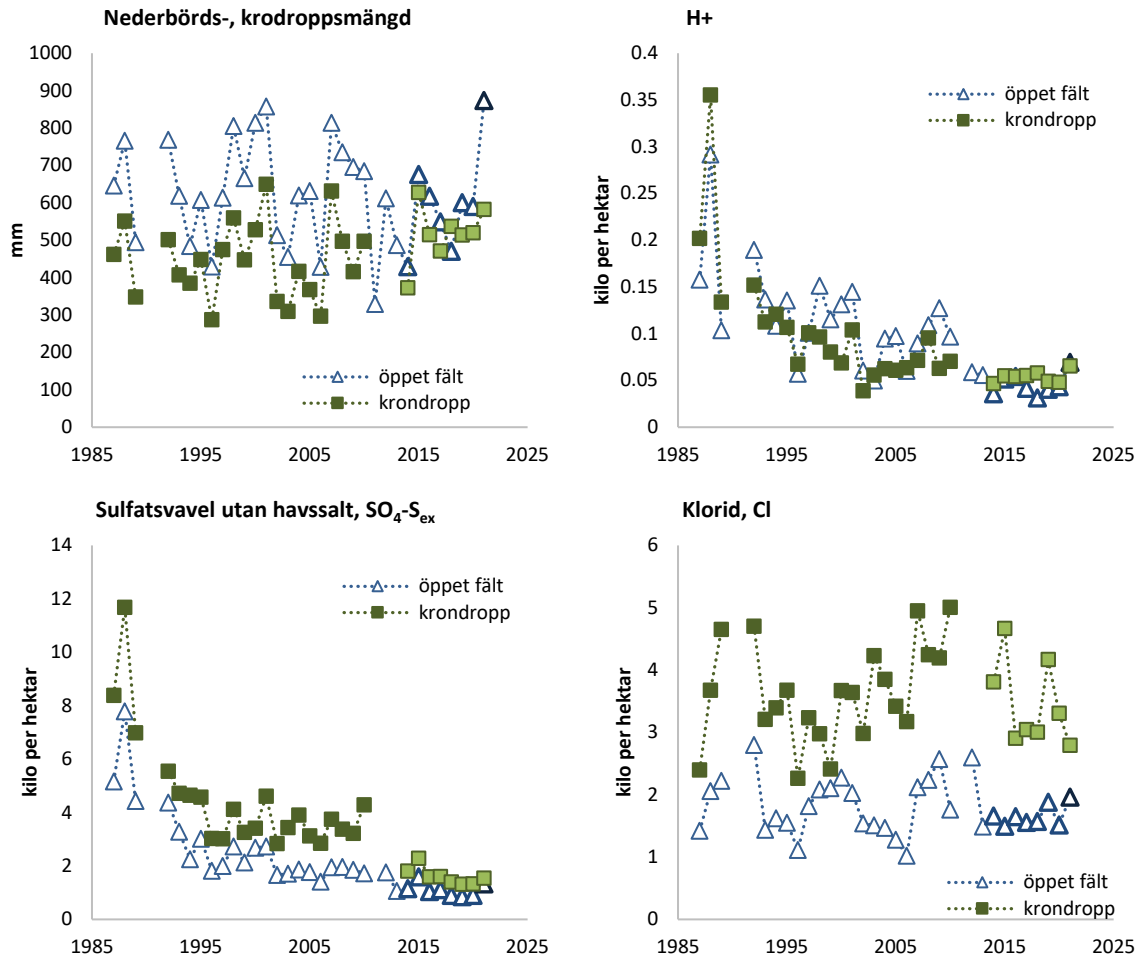 Nederbörds-, krodroppsmängd
1000
900
800
700
600
500
400
300
200
100
0
mm
öppet fält
krondropp
1985 1995 2005 2015 2025
H+
0.4
0.35
0.3
0.25
0.2
0.15
0.1
0.05
0
kilo per hektar
öppet fält
krondropp
1985 1995 2005 2015 2025
Sulfatsvavel utan havssalt, SO4-Sex
14
12
10
8
6
4
2
0
kilo per hektar
öppet fält
krondropp
1985 1995 2005 2015 2025
Klorid, Cl
6
5
4
3
2
1
0
kilo per hektar
öppet fält
krondropp
1985 1995 2005 2015 2025